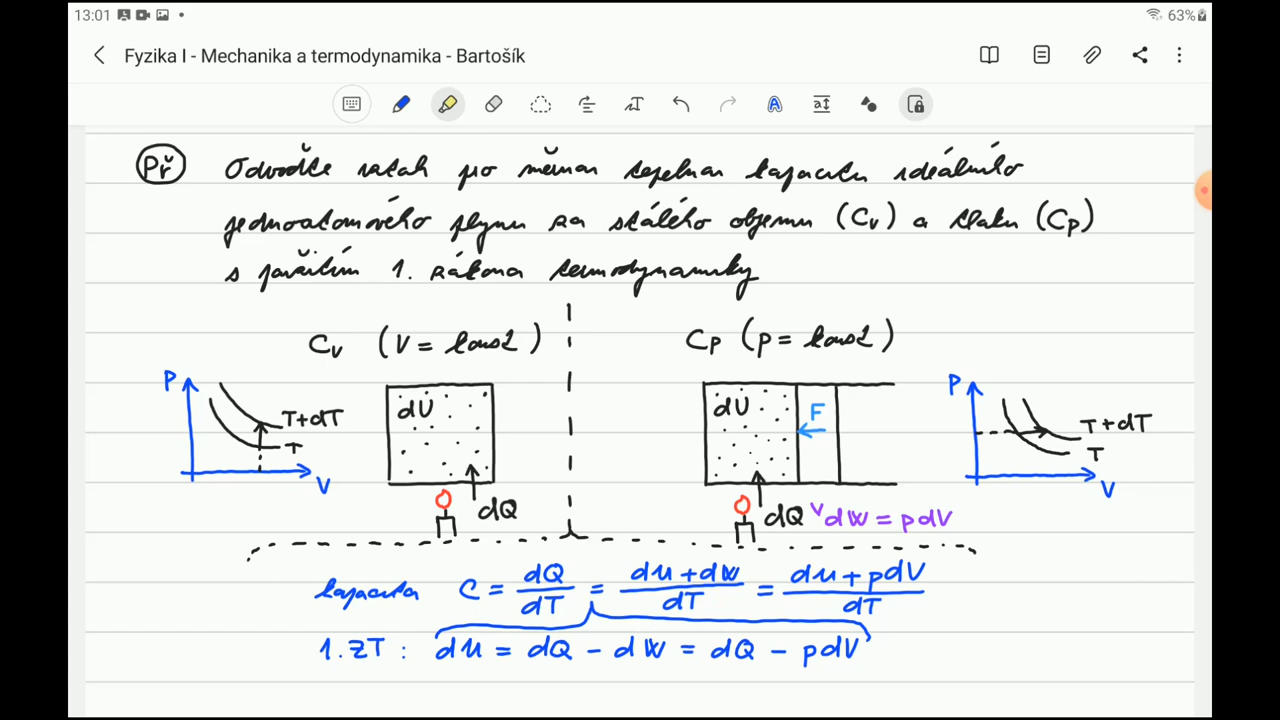 13:01 63%
Fyzika I - Mechanika a termodynamika - Bartošík
Př Odvoďte vztah pro měrnou tepelnou kapacitu ideálního
jednoatomového plynu za stálého objemu (Cv) a tlaku (Cp)
s použitím 1. zákona termodynamiky
Cv (V = konst) Cp (p = konst)
P T+dT T V dU dQ
dU F dQ dW = pdV P T+dT T V
kapacita C = dQ/dT = du+dW/dT = du+pdV/dT
1.ZT : du = dQ - dW = dQ - pdV